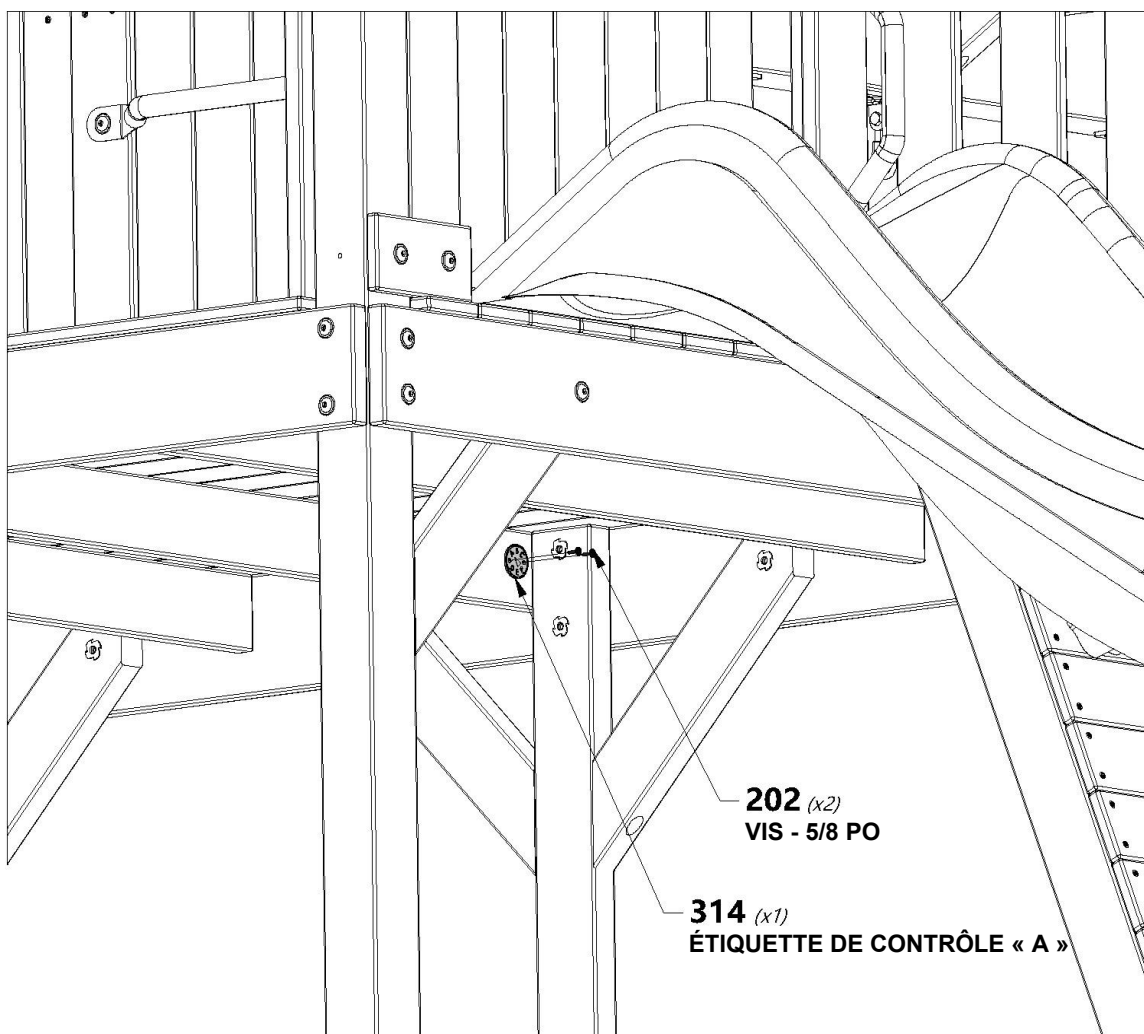 202 (x2)
VIS - 5/8 PO
314 (x1)
ÉTIQUETTE DE CONTRÔLE « A »